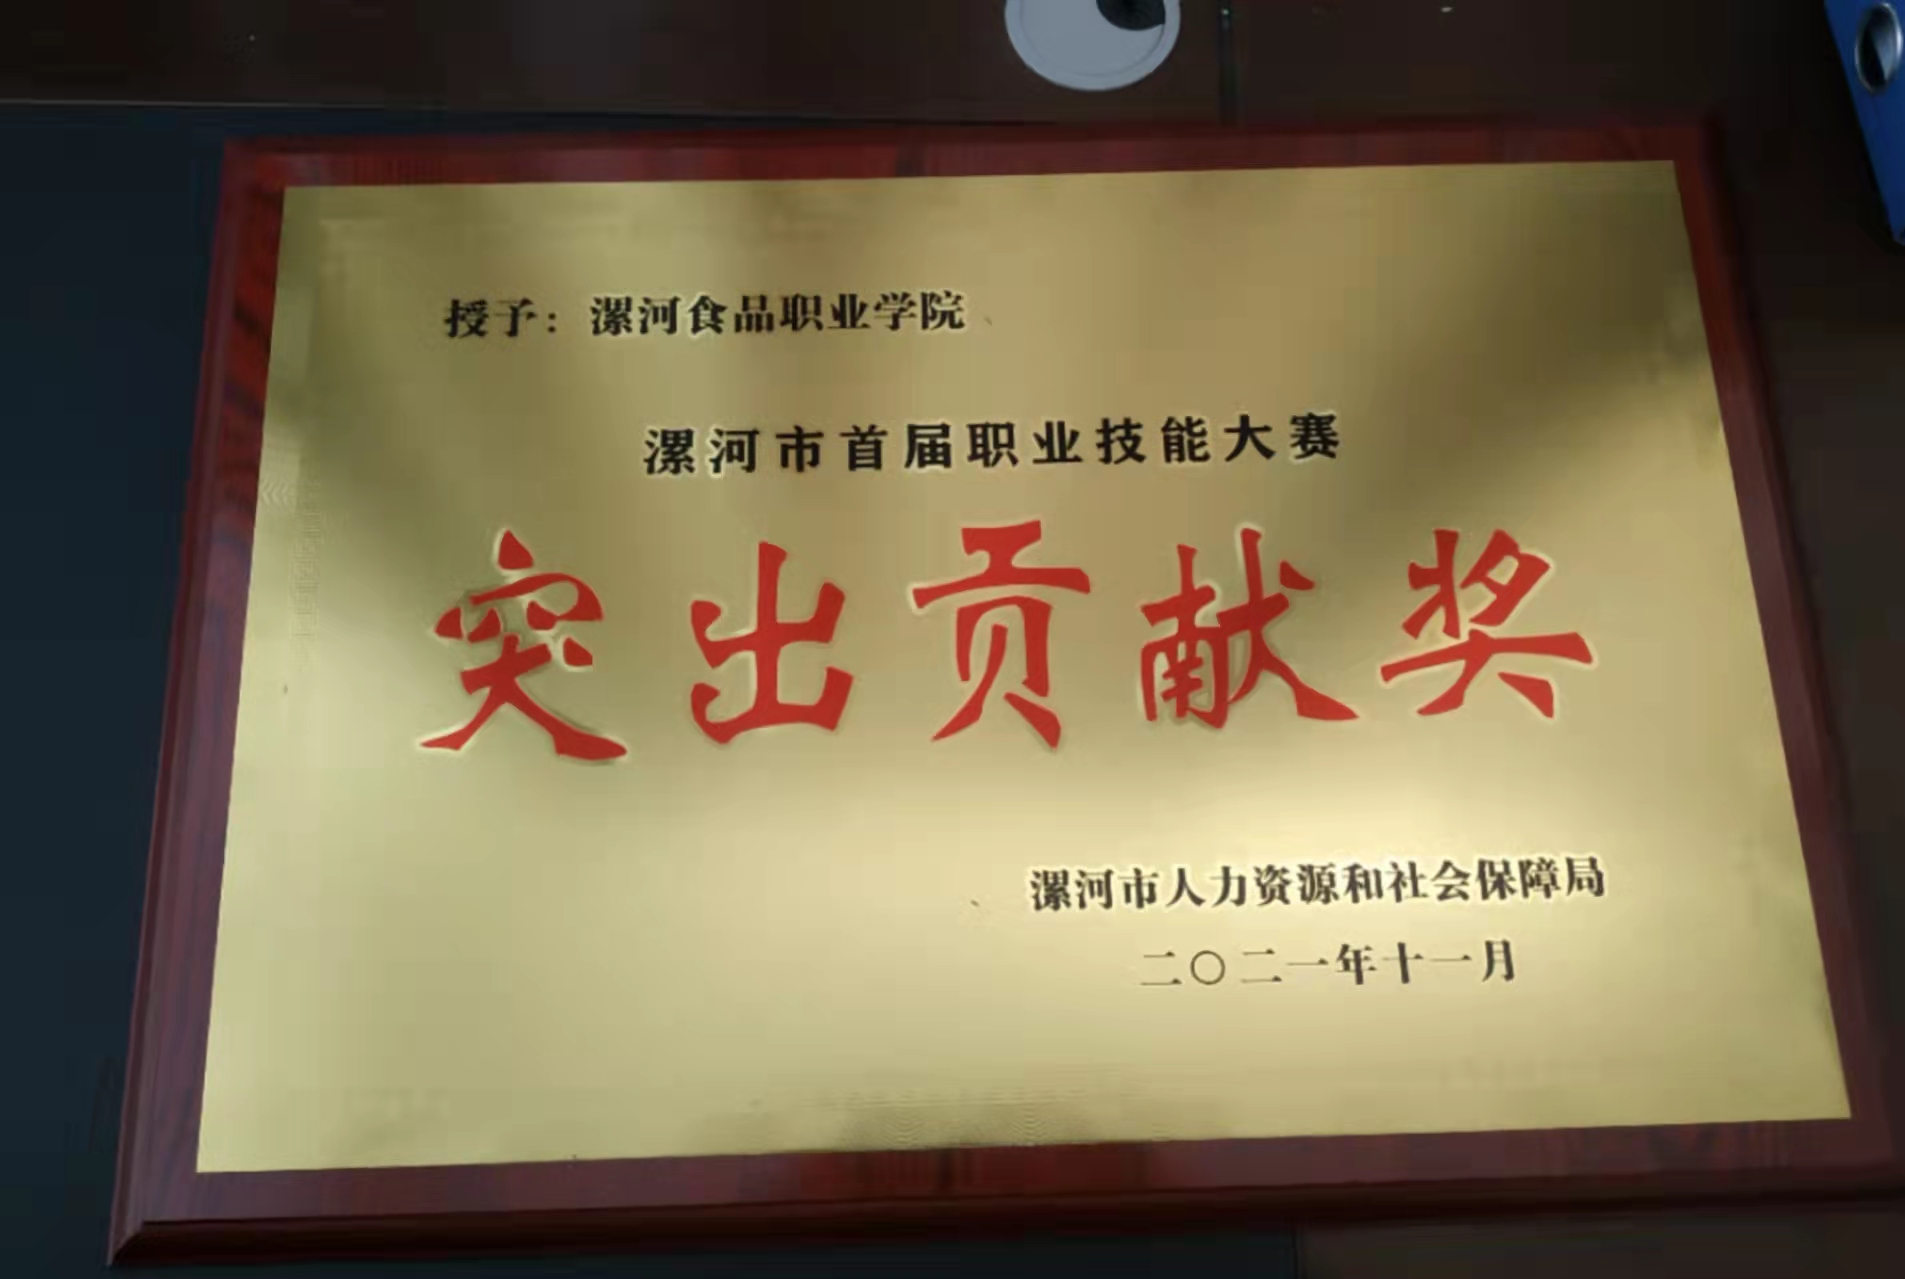 授予：漯河食品职业学院
漯河市首届职业技能大赛
突出贡献奖
漯河市人力资源和社会保障局
二〇二一年十一月